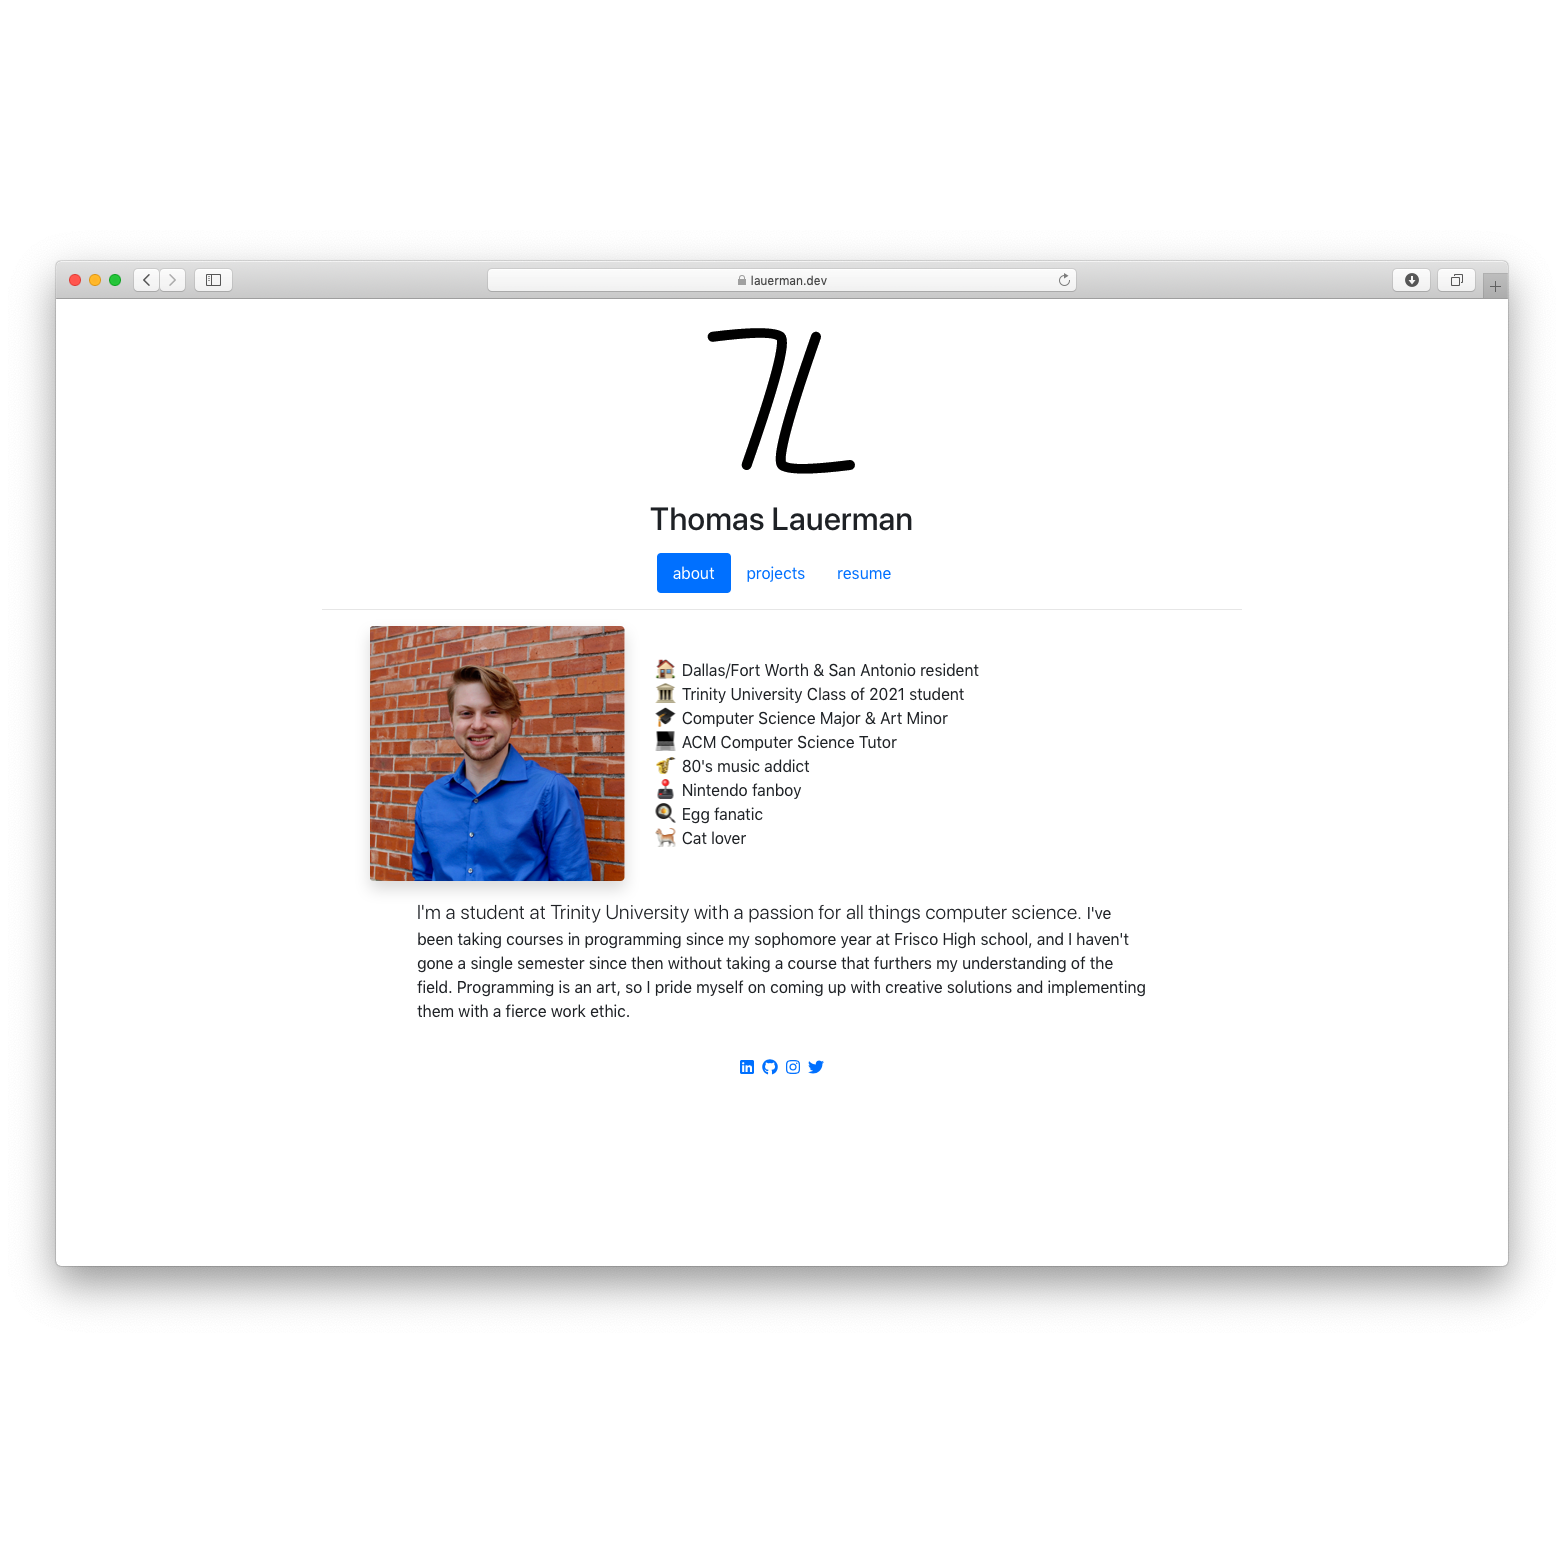 lauerman.dev
TL
Thomas Lauerman
about projects resume
Dallas/Fort Worth & San Antonio resident
Trinity University Class of 2021 student
Computer Science Major & Art Minor
ACM Computer Science Tutor
80's music addict
Nintendo fanboy
Egg fanatic
Cat lover
I'm a student at Trinity University with a passion for all things computer science. I've
been taking courses in programming since my sophomore year at Frisco High school, and I haven't
gone a single semester since then without taking a course that furthers my understanding of the
field. Programming is an art, so I pride myself on coming up with creative solutions and implementing
them with a fierce work ethic.